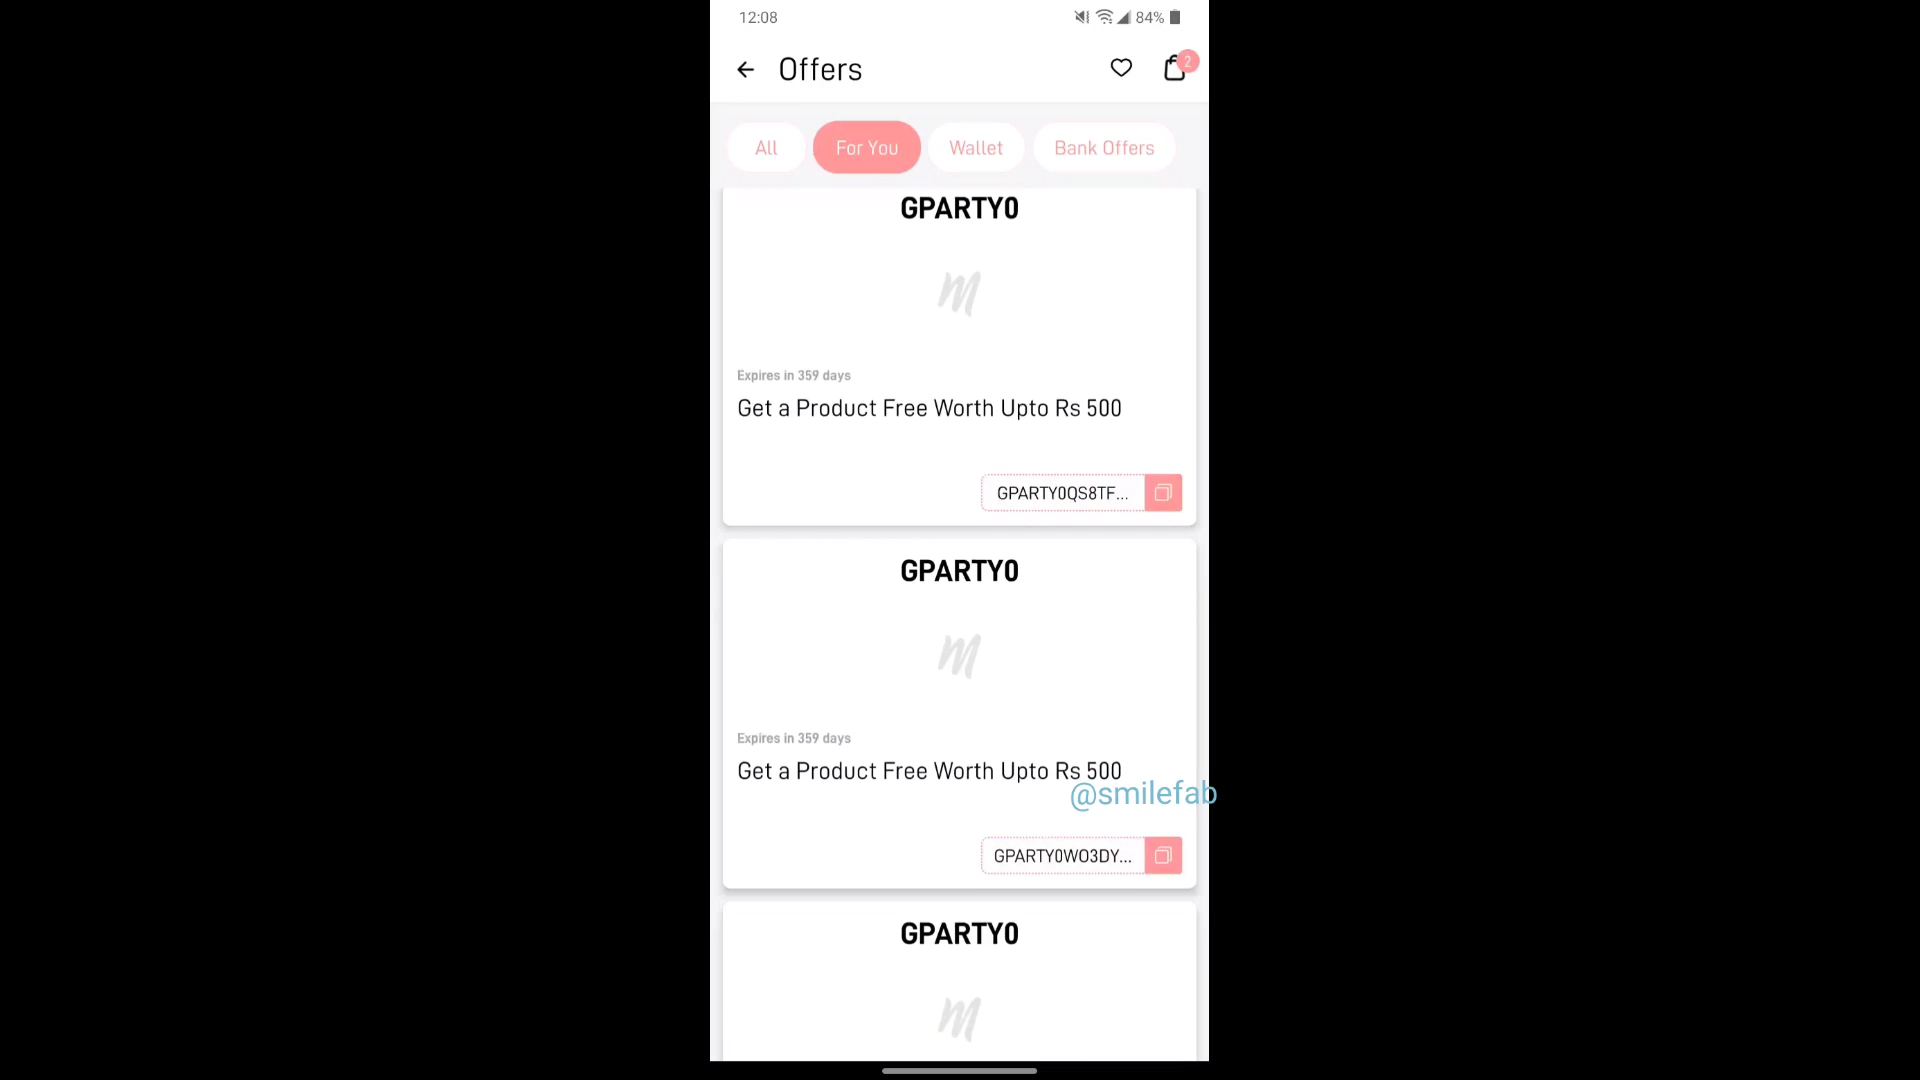 12:08
84%
Offers
2
All
For You
Wallet
Bank Offers
GPARTY0
Expires in 359 days
Get a Product Free Worth Upto Rs 500
GPARTY0QS8TF...
GPARTY0
Expires in 359 days
Get a Product Free Worth Upto Rs 500
@smilefab
GPARTY0WO3DY...
GPARTY0